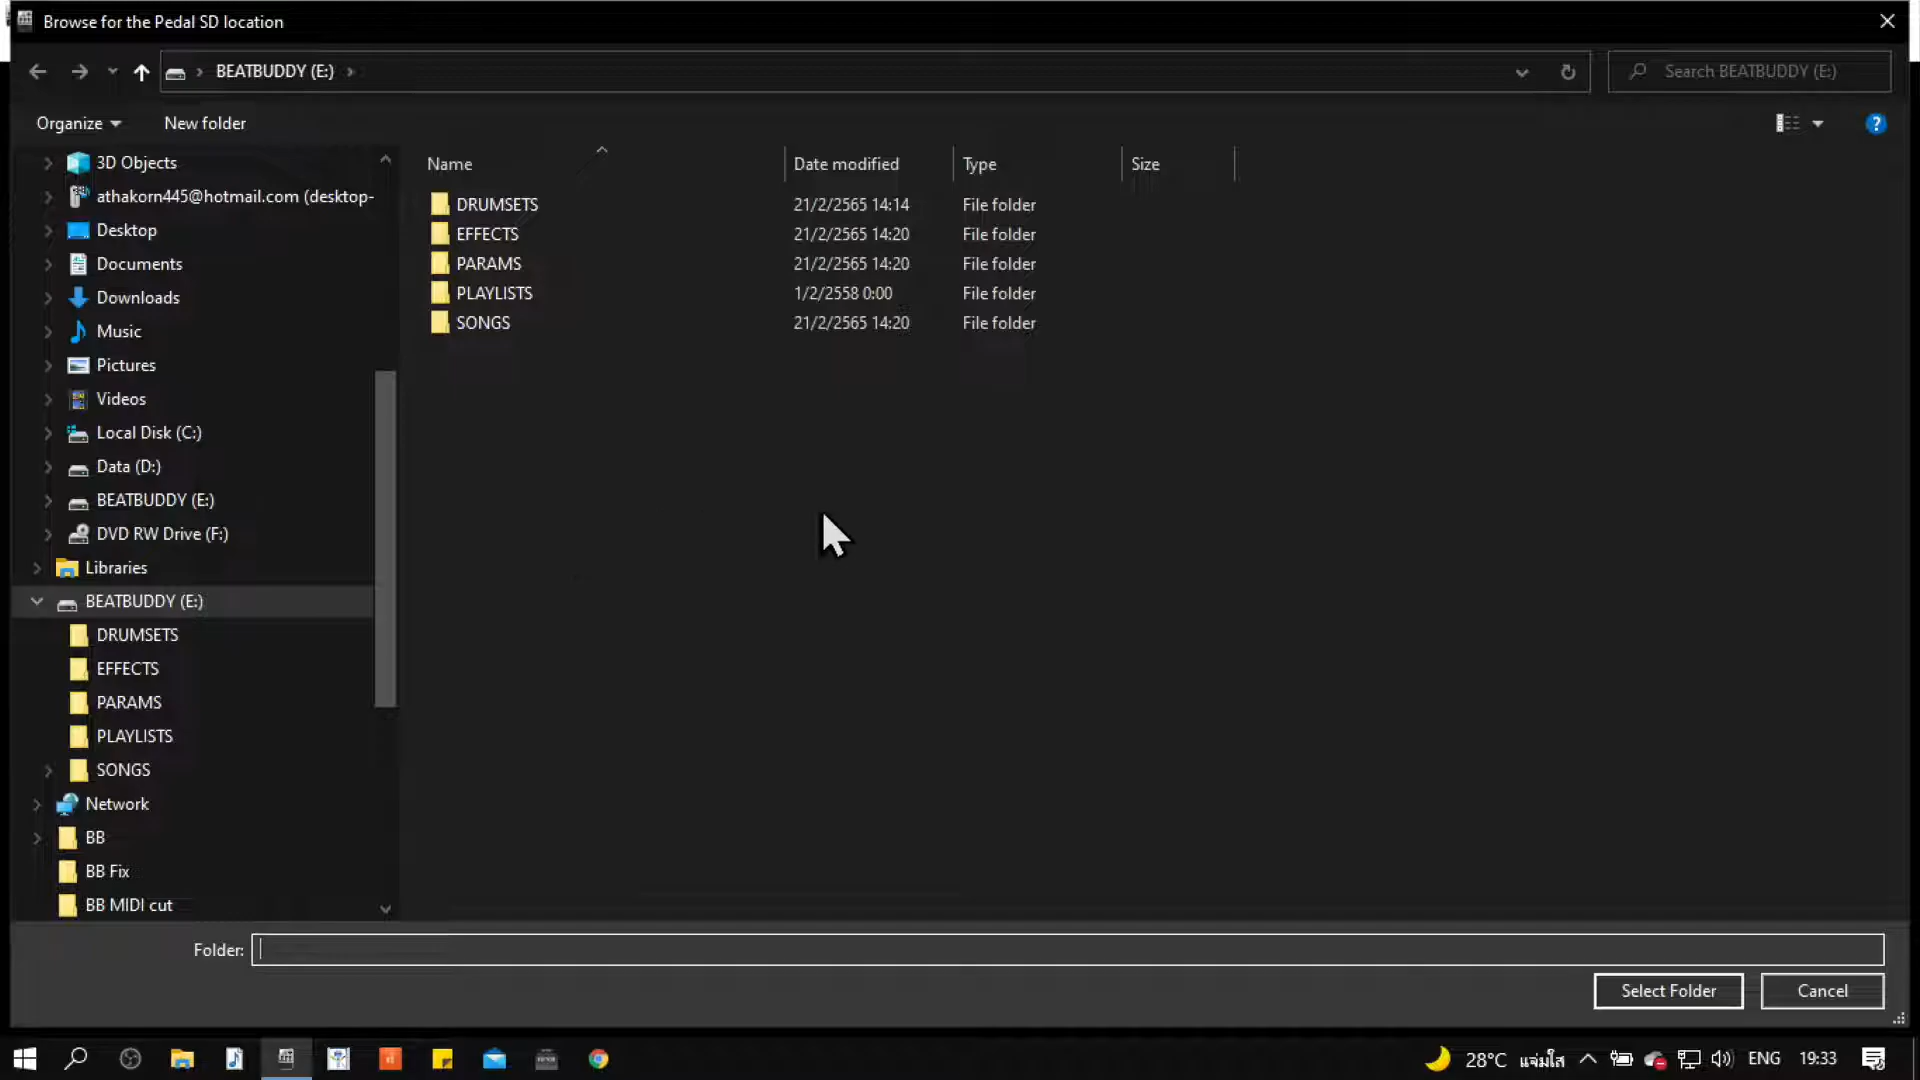 Browse for the Pedal SD location
BEATBUDDY (E:)
Search BEATBUDDY (E:)
Organize
New folder
Name
Date modified
Type
Size
3D Objects
athakorn445@hotmail.com (desktop-
Desktop
Documents
Downloads
Music
Pictures
Videos
Local Disk (C:)
Data (D:)
BEATBUDDY (E:)
DVD RW Drive (F:)
Libraries
BEATBUDDY (E:)
DRUMSETS
EFFECTS
PARAMS
PLAYLISTS
SONGS
Network
BB
BB Fix
BB MIDI cut
DRUMSETS 21/2/2565 14:14 File folder
EFFECTS 21/2/2565 14:20 File folder
PARAMS 21/2/2565 14:20 File folder
PLAYLISTS 1/2/2558 0:00 File folder
SONGS 21/2/2565 14:20 File folder
Folder:
Select Folder
Cancel
28°C แจ่มใส
ENG
19:33